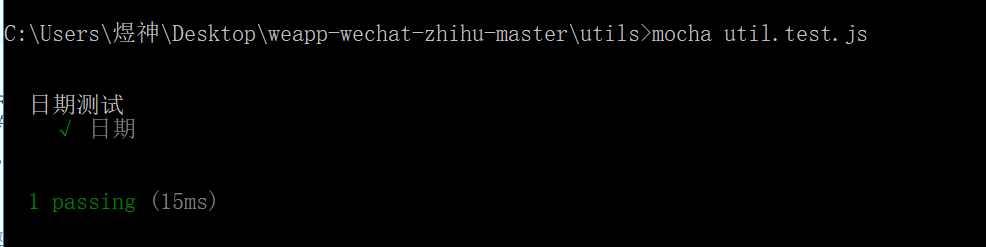 C:\Users\煜神\Desktop\weapp-wechat-zhihu-master\utils>mocha util.test.js
日期测试
√ 日期
1 passing (15ms)